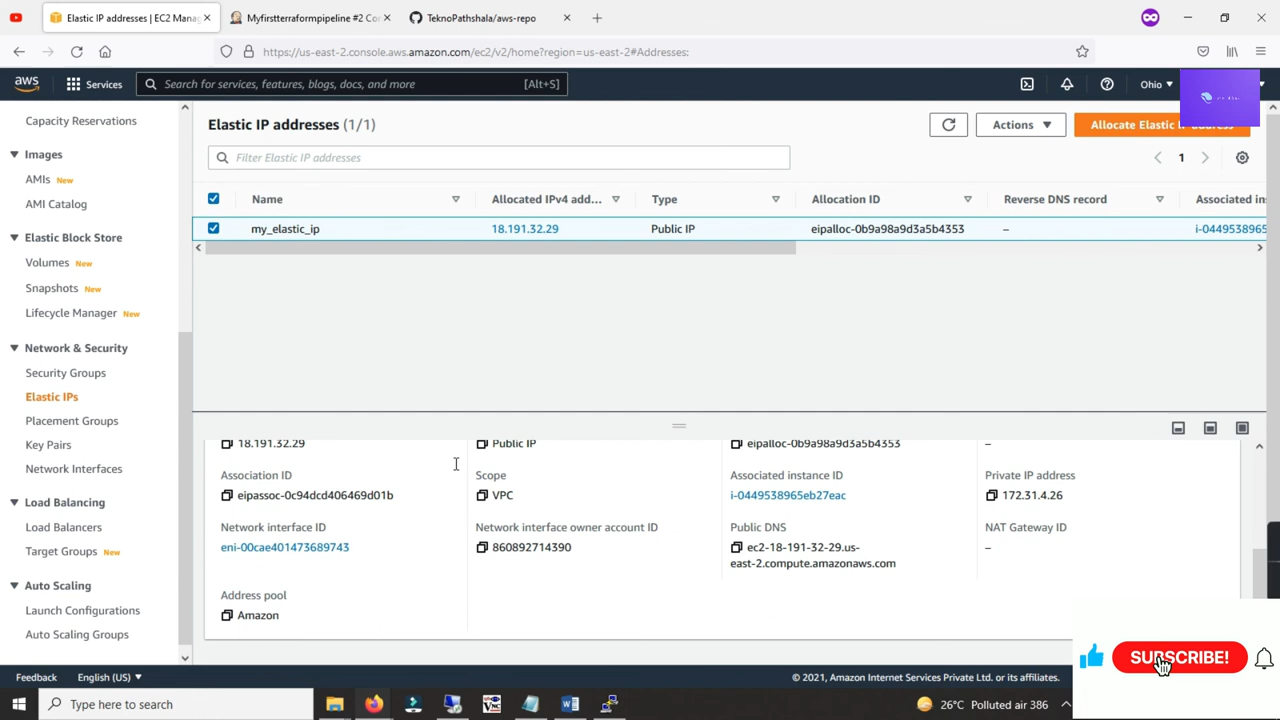 Elastic IP addresses | EC2 Mana
Myfirstterraformpipeline #2 Co
TeknoPathshala/aws-repo
https://us-east-2.console.aws.amazon.com/ec2/v2/home?region=us-east-2#Addresses:
aws
Services
Search for services, features, blogs, docs, and more
[Alt+S]
Ohio
Capacity Reservations
Images
AMIs New
AMI Catalog
Elastic Block Store
Volumes New
Snapshots New
Lifecycle Manager New
Network & Security
Security Groups
Elastic IPs
Placement Groups
Key Pairs
Network Interfaces
Load Balancing
Load Balancers
Target Groups New
Auto Scaling
Launch Configurations
Auto Scaling Groups
Elastic IP addresses (1/1)
Actions
Allocate Elastic IP address
Filter Elastic IP addresses
1
Name
Allocated IPv4 add...
Type
Allocation ID
Reverse DNS record
Associated in
my_elastic_ip
18.191.32.29
Public IP
eipalloc-0b9a98a9d3a5b4353
–
i-0449538965
18.191.32.29
Public IP
eipalloc-0b9a98a9d3a5b4353
–
Association ID
Scope
Associated instance ID
Private IP address
eipassoc-0c94dcd406469d01b
VPC
i-0449538965eb27eac
172.31.4.26
Network interface ID
Network interface owner account ID
Public DNS
NAT Gateway ID
eni-00cae401473689743
860892714390
ec2-18-191-32-29.us-
east-2.compute.amazonaws.com
–
Address pool
Amazon
SUBSCRIBE!
Feedback
English (US)
© 2021, Amazon Internet Services Private Ltd. or its affiliates.
Type here to search
26°C Polluted air 386